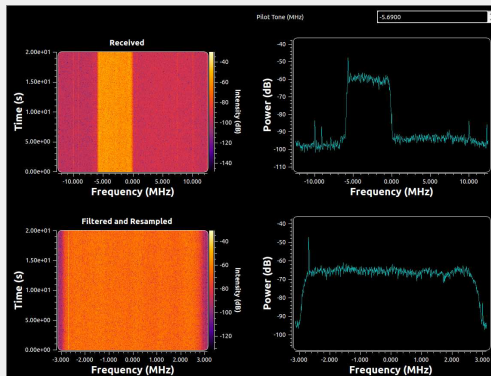 Pilot Tone (MHz)
-5.6900
Received
2.00e+01
1.50e+01
1.00e+01
5.00e+00
0.00e+00
Time (s)
-10.000
-5.000
0.000
5.000
10.000
Frequency (MHz)
-40
-60
-80
-100
-120
-140
Intensity (dB)
-40
-50
-60
-70
-80
-90
-100
-110
Power (dB)
-10.000
-5.000
0.000
5.000
10.000
Frequency (MHz)
Filtered and Resampled
2.00e+01
1.50e+01
1.00e+01
5.00e+00
0.00e+00
Time (s)
-3.000
-2.000
-1.000
0.000
1.000
2.000
3.000
Frequency (MHz)
-40
-60
-80
-100
-120
Intensity (dB)
-40
-50
-60
-70
-80
-90
-100
Power (dB)
-3.000
-2.000
-1.000
0.000
1.000
2.000
3.000
Frequency (MHz)